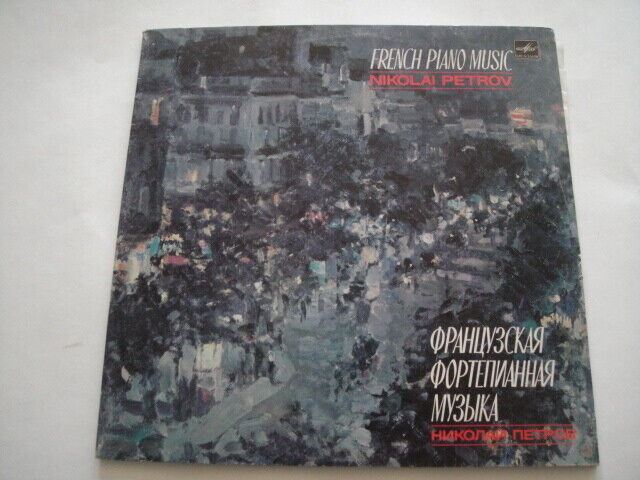 FRENCH PIANO MUSIC
NIKOLAI PETROV
ФРАНЦУЗСКАЯ
ФОРТЕПИАННАЯ
МУЗЫКА
НИКОЛАЙ ПЕТРОВ